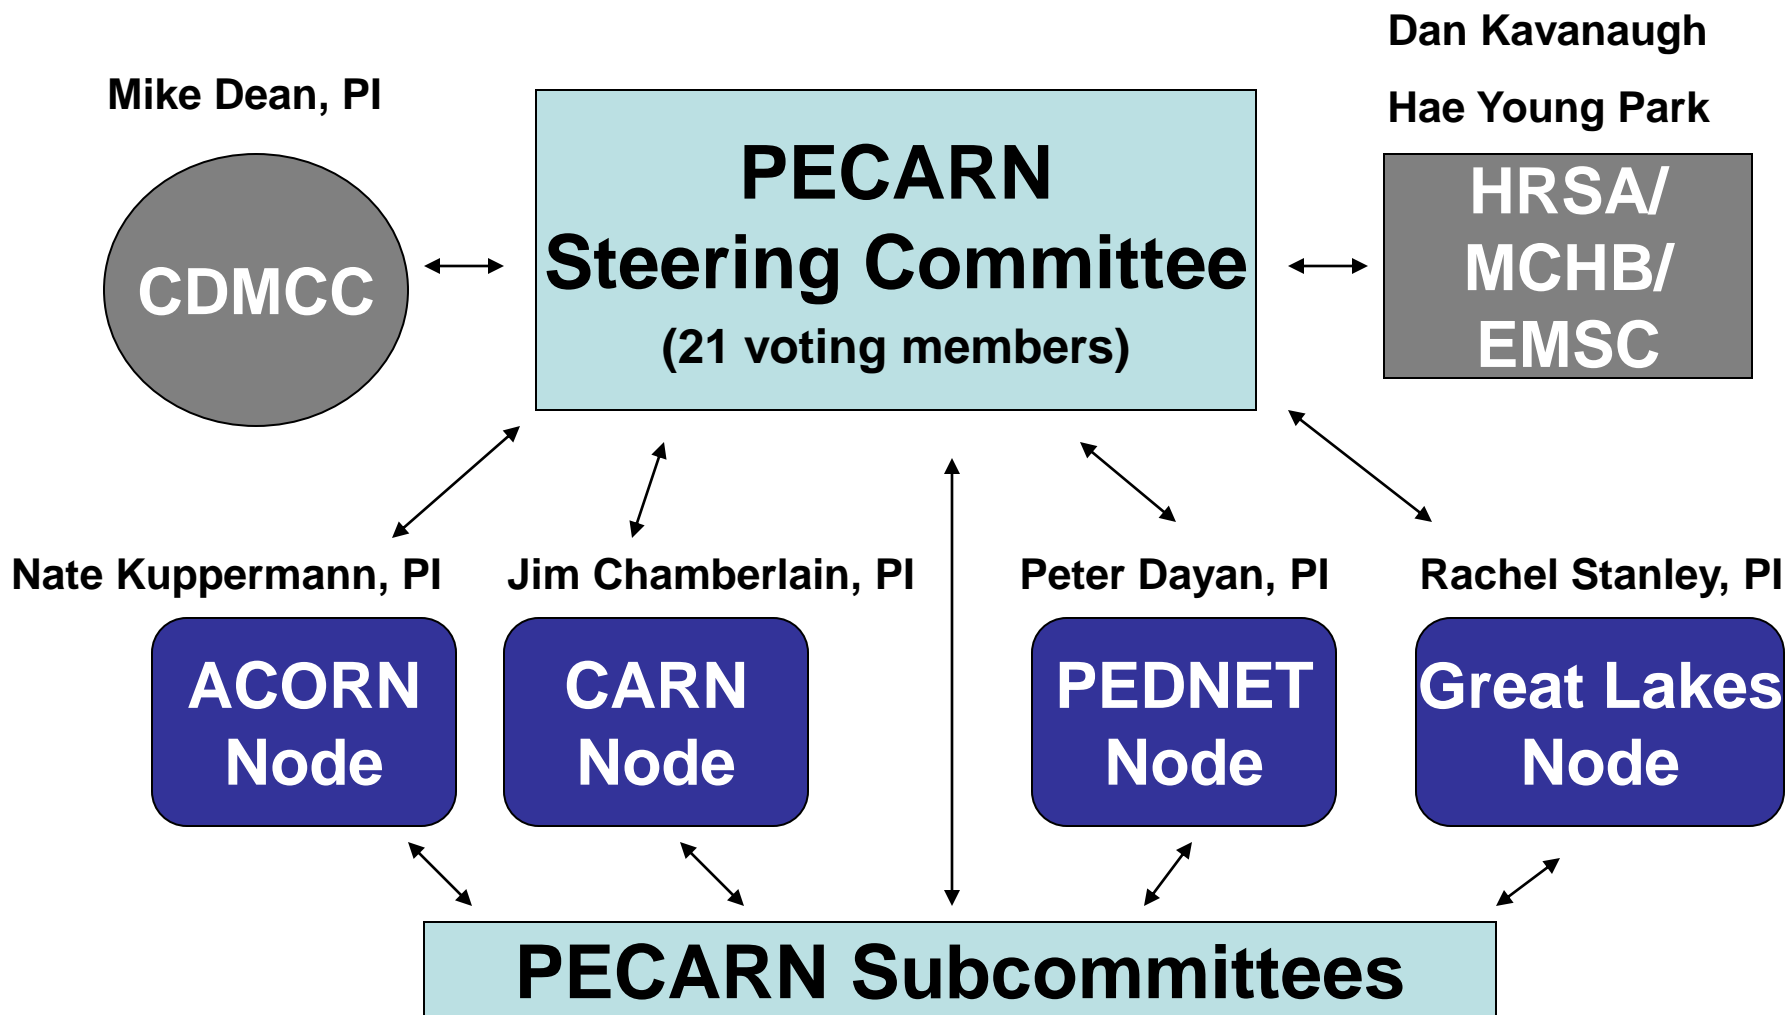 Dan Kavanaugh
Hae Young Park
Mike Dean, PI
PECARN
Steering Committee
(21 voting members)
CDMCC
HRSA/
MCHB/
EMSC
Nate Kuppermann, PI
Jim Chamberlain, PI
Peter Dayan, PI
Rachel Stanley, PI
ACORN
Node
CARN
Node
PEDNET
Node
Great Lakes
Node
PECARN Subcommittees